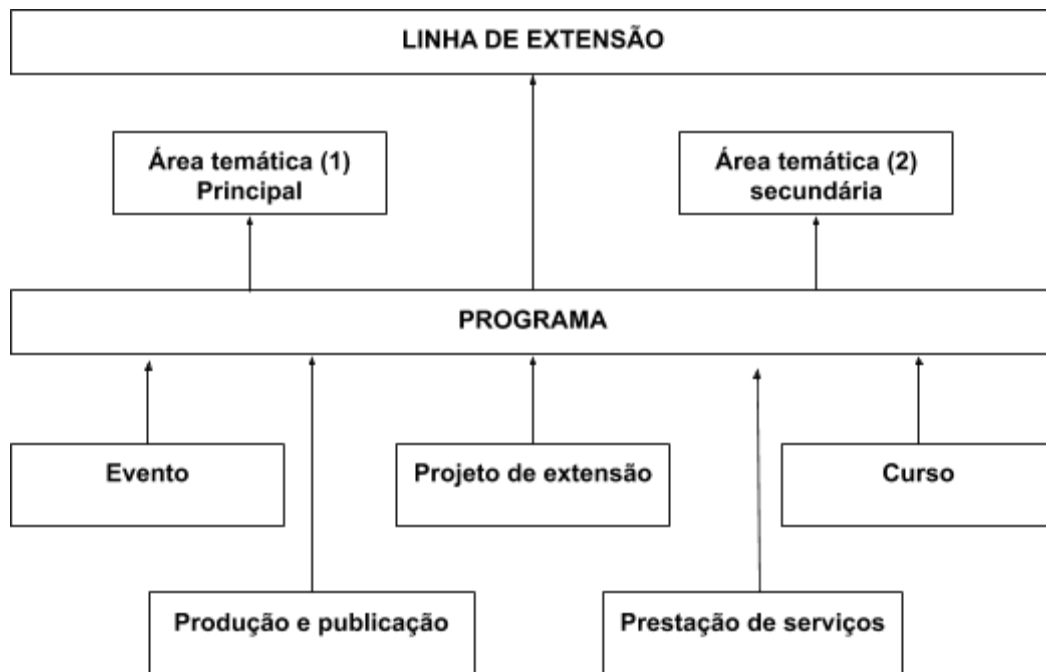 LINHA DE EXTENSÃO
Área temática (1)
Principal
Área temática (2)
secundária
PROGRAMA
Evento
Projeto de extensão
Curso
Produção e publicação
Prestação de serviços